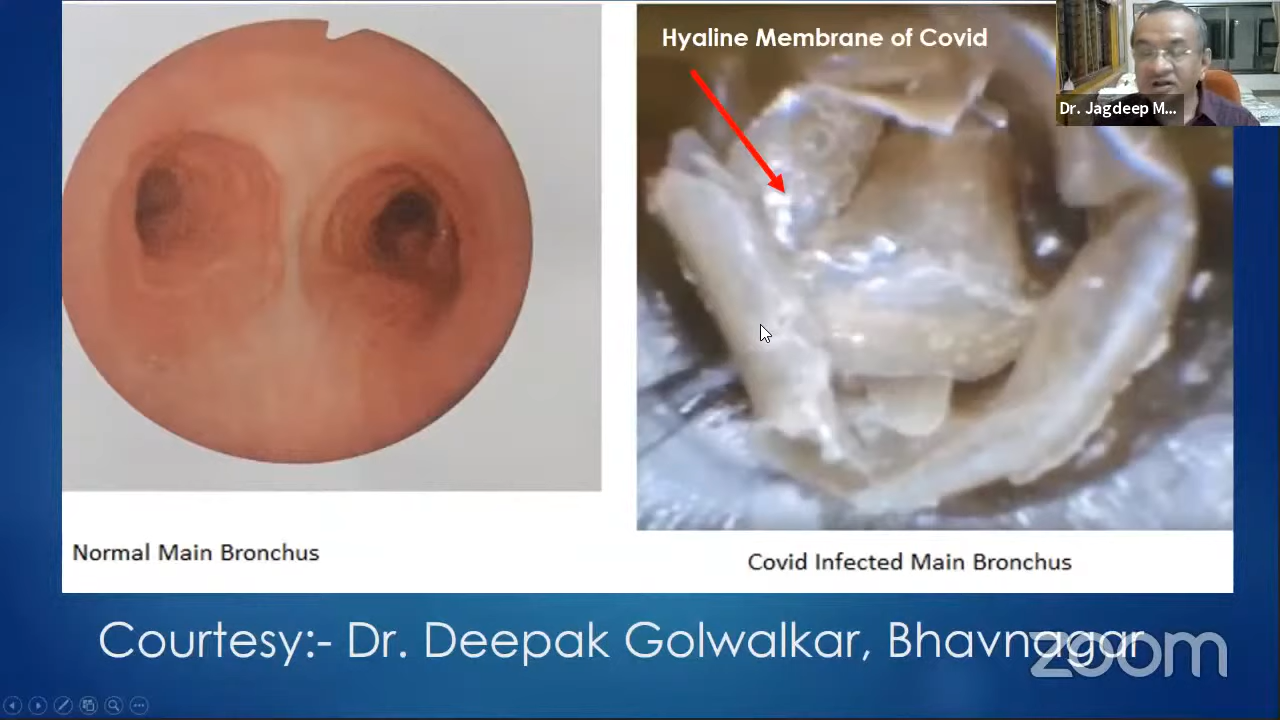 Hyaline Membrane of Covid
Dr. Jagdeep M...
Normal Main Bronchus
Covid Infected Main Bronchus
Courtesy:- Dr. Deepak Golwalkar, Bhavnagar
zoom